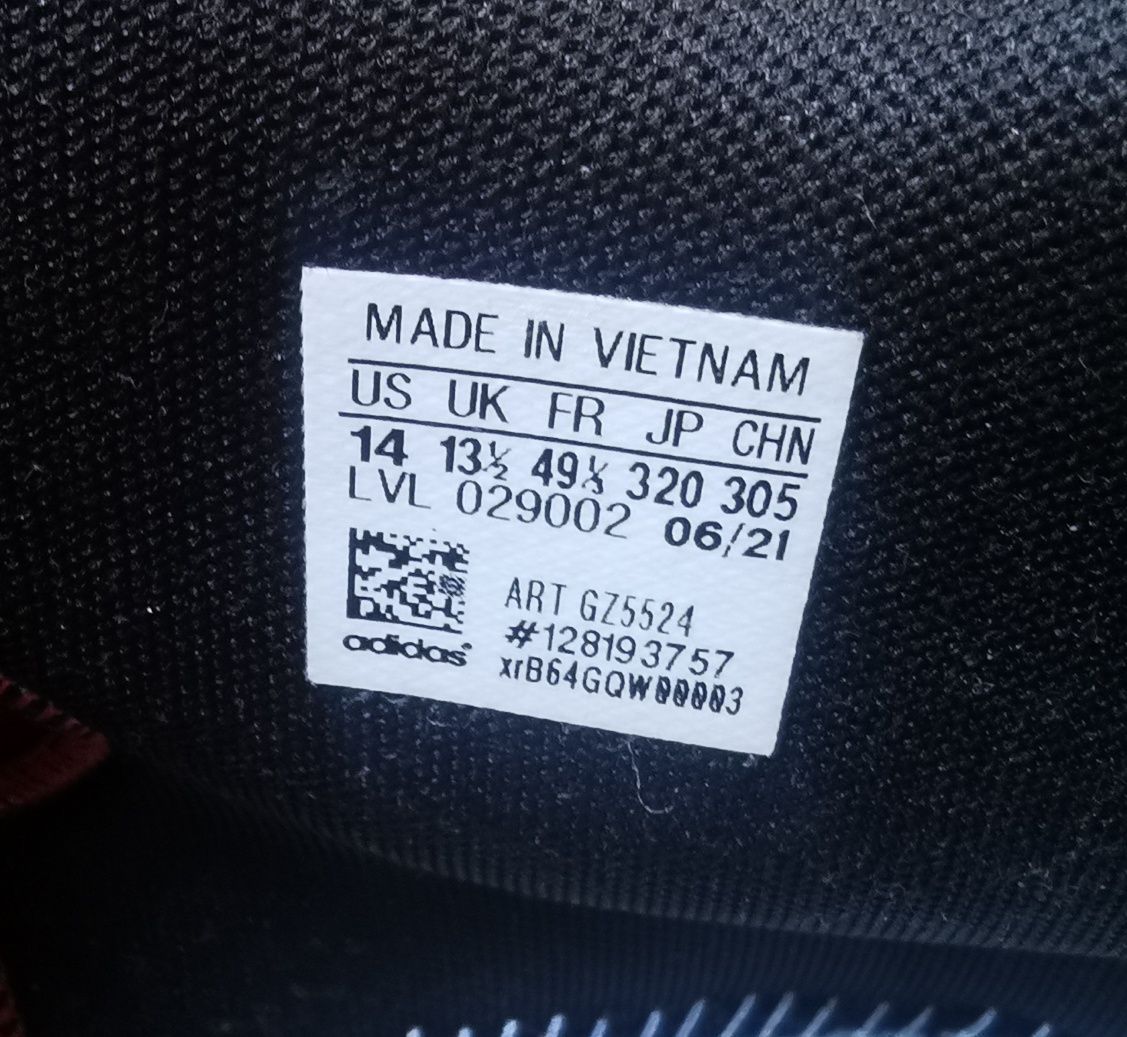 MADE IN VIETNAM
US UK FR JP CHN
14 13½ 49⅓ 320 305
LVL 029002 06/21
ART GZ5524
#128193757
adidas
xrB64GQW00003